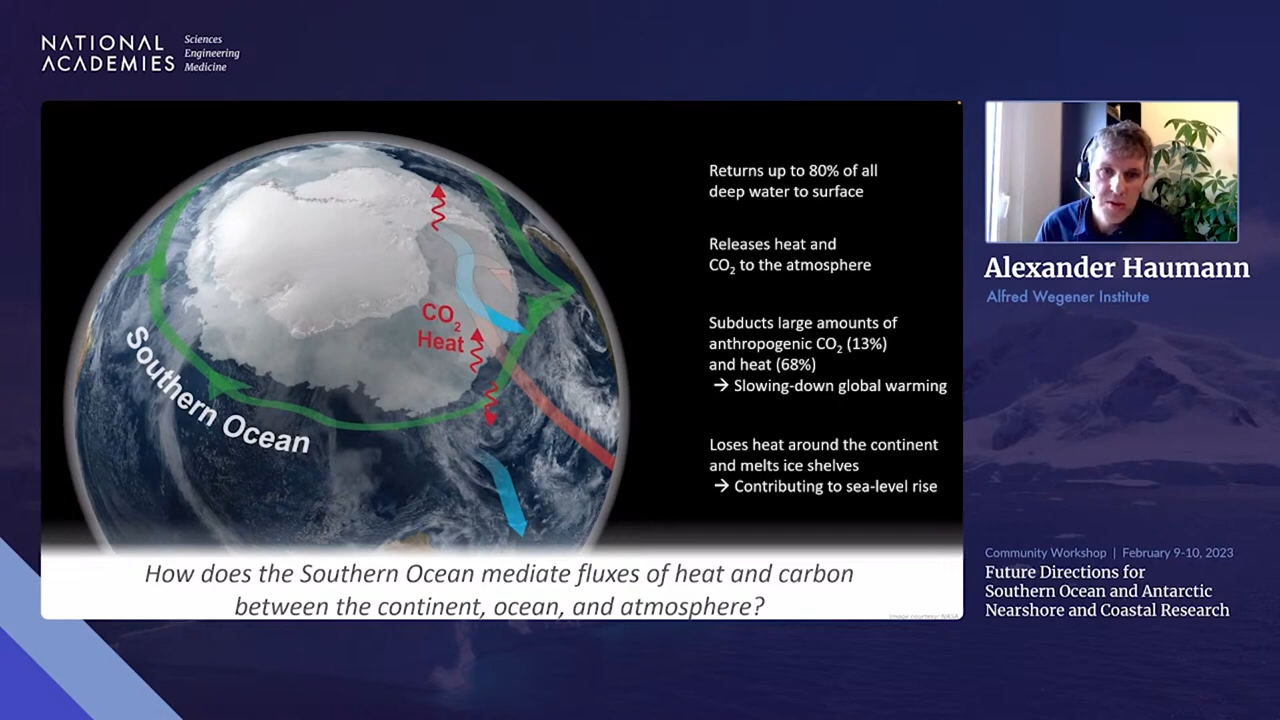 NATIONAL
ACADEMIES
Sciences
Engineering
Medicine
Returns up to 80% of all
deep water to surface
Releases heat and
CO₂ to the atmosphere
Subducts large amounts of
anthropogenic CO₂ (13%)
and heat (68%)
→ Slowing-down global warming
Loses heat around the continent
and melts ice shelves
→ Contributing to sea-level rise
CO₂
Heat
Southern Ocean
How does the Southern Ocean mediate fluxes of heat and carbon
between the continent, ocean, and atmosphere?
Image courtesy: NASA
Alexander Haumann
Alfred Wegener Institute
Community Workshop | February 9-10, 2023
Future Directions for
Southern Ocean and Antarctic
Nearshore and Coastal Research